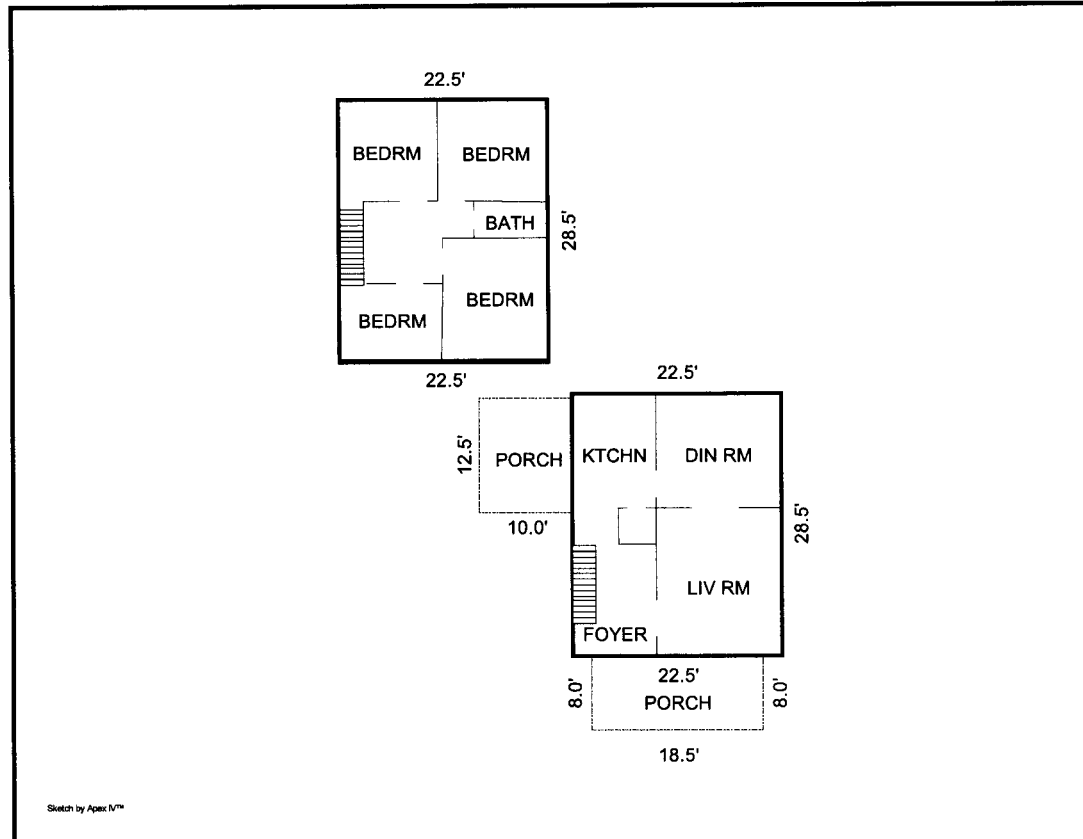 22.5'
BEDRM BEDRM
BATH
28.5'
BEDRM
BEDRM
22.5'
22.5'
12.5'
PORCH
KTCHN
DIN RM
10.0'
28.5'
LIV RM
FOYER
22.5'
8.0'
PORCH
8.0'
18.5'
Sketch by Apex IV™